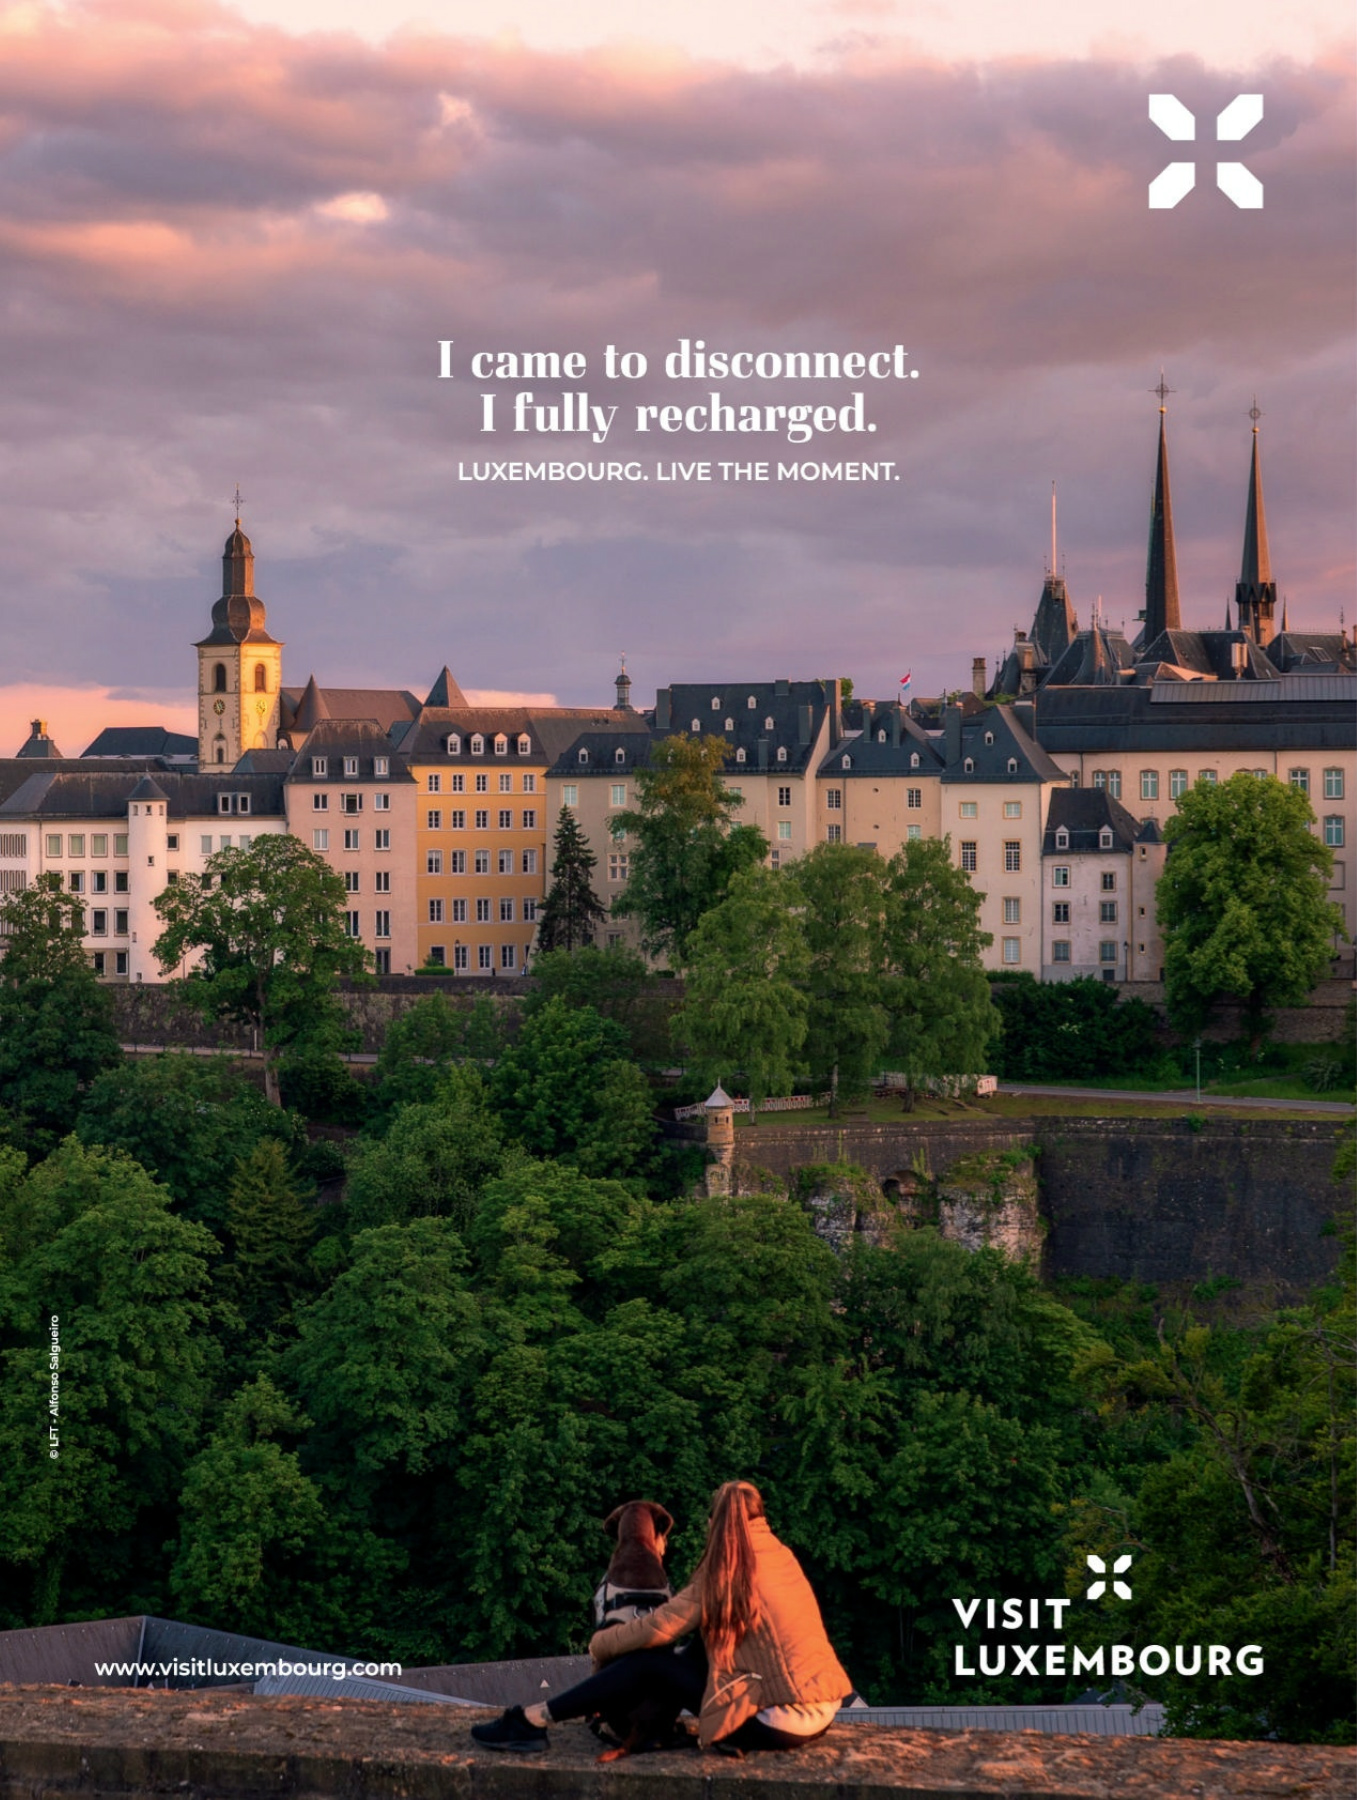 I came to disconnect.
I fully recharged.
LUXEMBOURG. LIVE THE MOMENT.
© LFT - Alfonso Salgueiro
www.visitluxembourg.com
VISIT
LUXEMBOURG